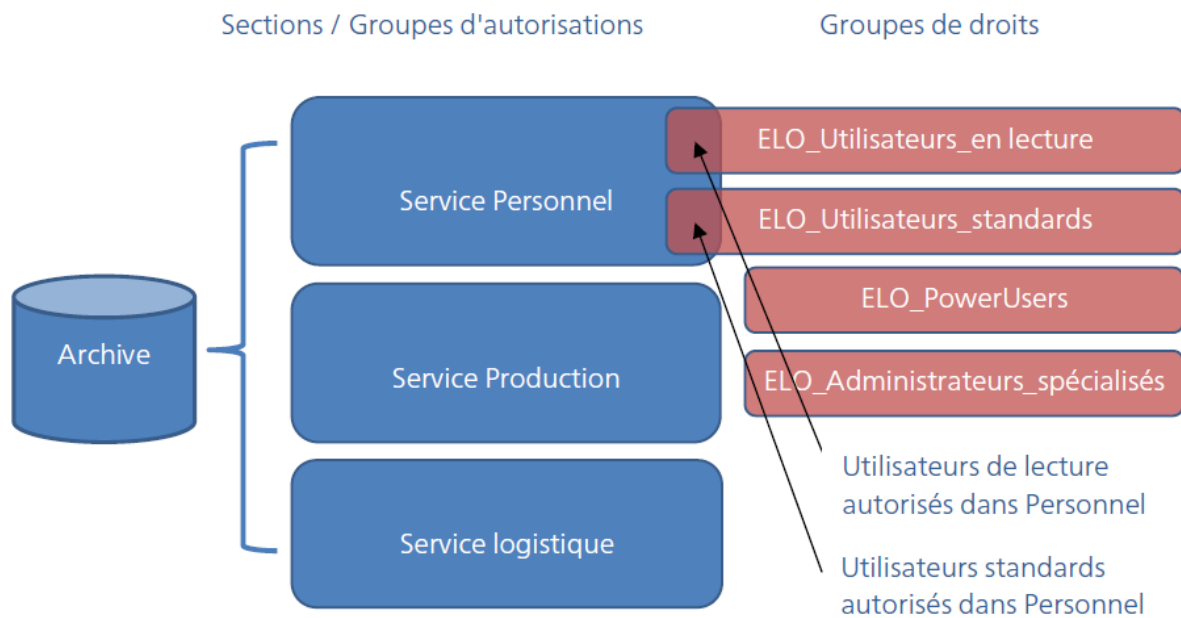 Sections / Groupes d'autorisations
Groupes de droits
ELO_Utilisateurs_en lecture
Service Personnel
ELO_Utilisateurs_standards
ELO_PowerUsers
Archive
Service Production
ELO_Administrateurs_spécialisés
Utilisateurs de lecture
autorisés dans Personnel
Service logistique
Utilisateurs standards
autorisés dans Personnel